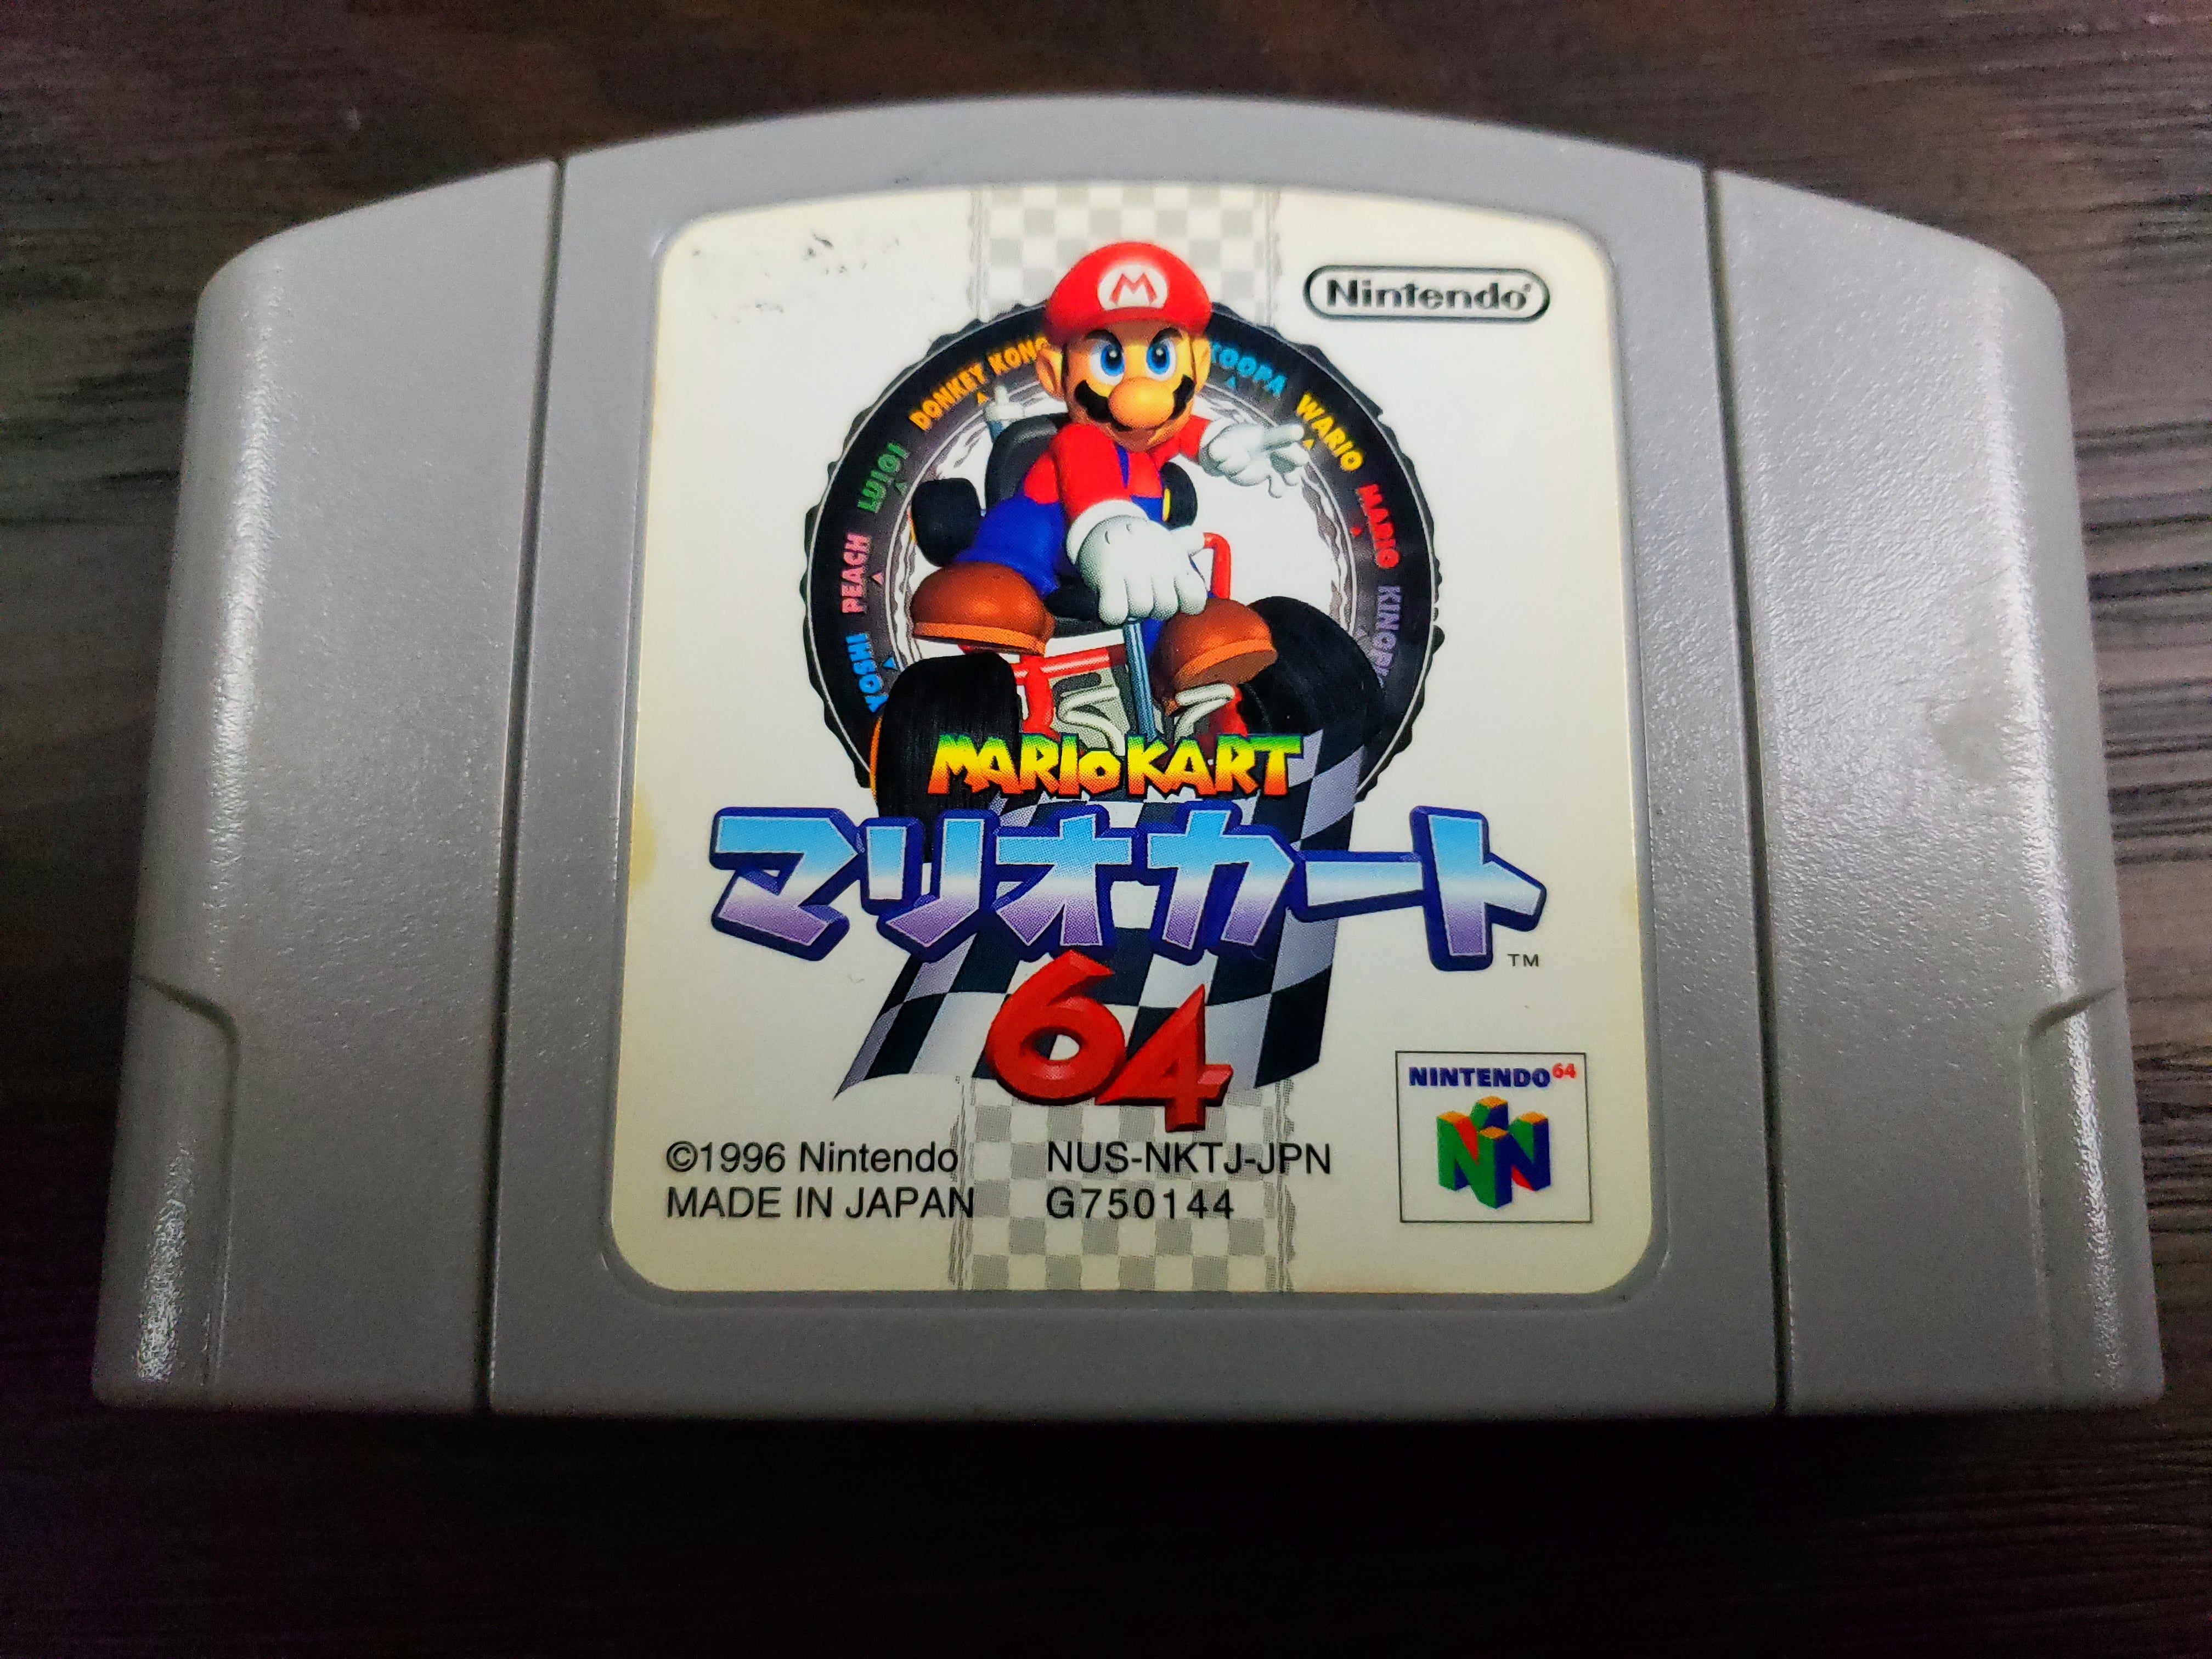 Nintendo®
YOSHI PEACH LUIGI DONKEY KONG KOOPA WARIO MARIO
M
MARIO KART
マリオカート
64
TM
NINTENDO64
©1996 Nintendo NUS-NKTJ-JPN
MADE IN JAPAN G750144